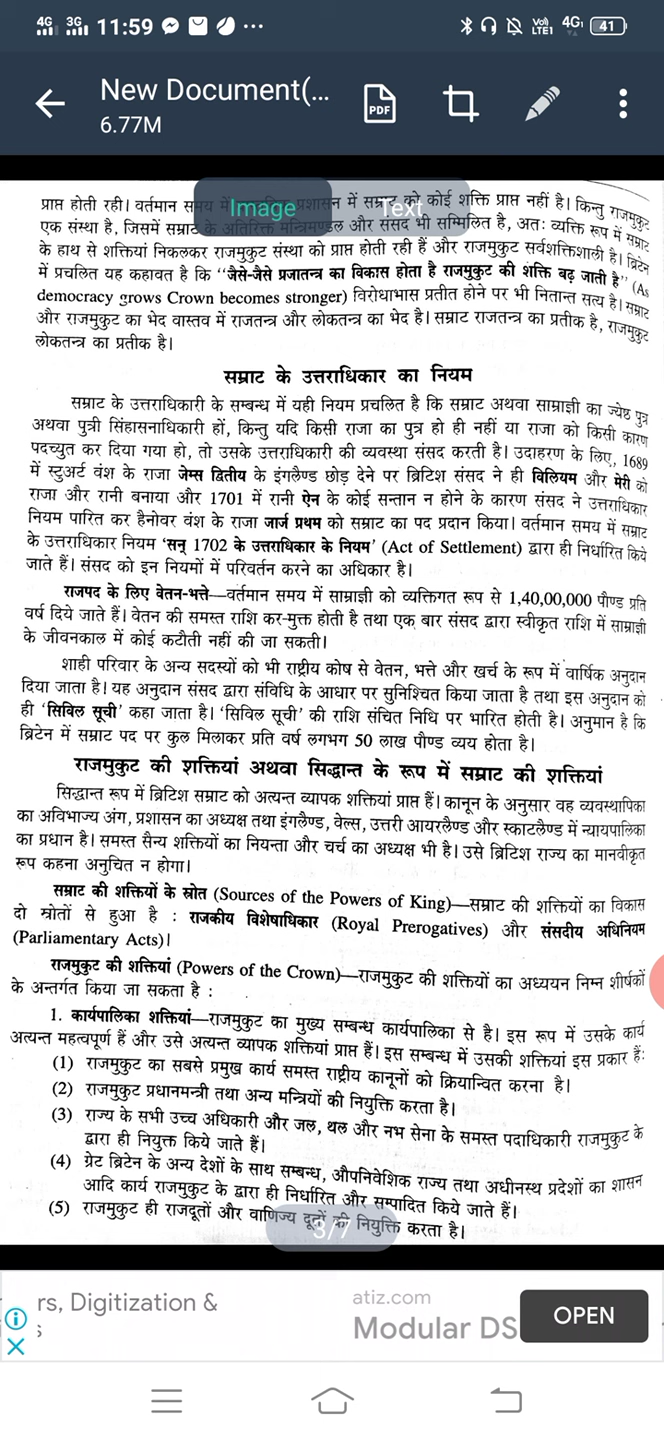 4G 3G 11:59 ... Vol) LTE1 4G 41
New Document(...
6.77M
PDF
Image Text
प्राप्त होती रही। वर्तमान समय में शासन में सम्राट को कोई शक्ति प्राप्त नहीं है। किन्तु राजमुकुट
एक संस्था है, जिसमें सम्राट के अतिरिक्त मन्त्रिमण्डल और संसद भी सम्मिलित है, अतः व्यक्ति रूप में सम्राट
के हाथ से शक्तियां निकलकर राजमुकुट संस्था को प्राप्त होती रही हैं और राजमुकुट सर्वशक्तिशाली है। ब्रिटेन
में प्रचलित यह कहावत है कि ‘‘जैसे-जैसे प्रजातन्त्र का विकास होता है राजमुकुट की शक्ति बढ़ जाती है’’ (As
democracy grows Crown becomes stronger) विरोधाभास प्रतीत होने पर भी नितान्त सत्य है। सम्राट
और राजमुकुट का भेद वास्तव में राजतन्त्र और लोकतन्त्र का भेद है। सम्राट राजतन्त्र का प्रतीक है, राजमुकुट
लोकतन्त्र का प्रतीक है।
सम्राट के उत्तराधिकार का नियम
सम्राट के उत्तराधिकारी के सम्बन्ध में यही नियम प्रचलित है कि सम्राट अथवा साम्राज्ञी का ज्येष्ठ पुत्र
अथवा पुत्री सिंहासनाधिकारी हों, किन्तु यदि किसी राजा का पुत्र हो ही नहीं या राजा को किसी कारण
पदच्युत कर दिया गया हो, तो उसके उत्तराधिकारी की व्यवस्था संसद करती है। उदाहरण के लिए, 1689
में स्टुअर्ट वंश के राजा जेम्स द्वितीय के इंगलैण्ड छोड़ देने पर ब्रिटिश संसद ने ही विलियम और मेरी को
राजा और रानी बनाया और 1701 में रानी ऐन के कोई सन्तान न होने के कारण संसद ने उत्तराधिकार
नियम पारित कर हैनोवर वंश के राजा जार्ज प्रथम को सम्राट का पद प्रदान किया। वर्तमान समय में सम्राट
के उत्तराधिकार नियम ‘सन् 1702 के उत्तराधिकार के नियम’ (Act of Settlement) द्वारा ही निर्धारित किये
जाते हैं। संसद को इन नियमों में परिवर्तन करने का अधिकार है।
राजपद के लिए वेतन-भत्ते—वर्तमान समय में साम्राज्ञी को व्यक्तिगत रूप से 1,40,00,000 पौण्ड प्रति
वर्ष दिये जाते हैं। वेतन की समस्त राशि कर-मुक्त होती है तथा एक बार संसद द्वारा स्वीकृत राशि में साम्राज्ञी
के जीवनकाल में कोई कटौती नहीं की जा सकती।
शाही परिवार के अन्य सदस्यों को भी राष्ट्रीय कोष से वेतन, भत्ते और खर्च के रूप में वार्षिक अनुदान
दिया जाता है। यह अनुदान संसद द्वारा संविधि के आधार पर सुनिश्चित किया जाता है तथा इस अनुदान को
ही ‘सिविल सूची’ कहा जाता है। ‘सिविल सूची’ की राशि संचित निधि पर भारित होती है। अनुमान है कि
ब्रिटेन में सम्राट पद पर कुल मिलाकर प्रति वर्ष लगभग 50 लाख पौण्ड व्यय होता है।
राजमुकुट की शक्तियां अथवा सिद्धान्त के रूप में सम्राट की शक्तियां
सिद्धान्त रूप में ब्रिटिश सम्राट को अत्यन्त व्यापक शक्तियां प्राप्त हैं। कानून के अनुसार वह व्यवस्थापिका
का अविभाज्य अंग, प्रशासन का अध्यक्ष तथा इंगलैण्ड, वेल्स, उत्तरी आयरलैण्ड और स्काटलैण्ड में न्यायपालिका
का प्रधान है। समस्त सैन्य शक्तियों का नियन्ता और चर्च का अध्यक्ष भी है। उसे ब्रिटिश राज्य का मानवीकृत
रूप कहना अनुचित न होगा।
सम्राट की शक्तियों के स्रोत (Sources of the Powers of King)—सम्राट की शक्तियों का विकास
दो स्रोतों से हुआ है : राजकीय विशेषाधिकार (Royal Prerogatives) और संसदीय अधिनियम
(Parliamentary Acts)।
राजमुकुट की शक्तियां (Powers of the Crown)—राजमुकुट की शक्तियों का अध्ययन निम्न शीर्षकों
के अन्तर्गत किया जा सकता है :
1. कार्यपालिका शक्तियां—राजमुकुट का मुख्य सम्बन्ध कार्यपालिका से है। इस रूप में उसके कार्य
अत्यन्त महत्वपूर्ण हैं और उसे अत्यन्त व्यापक शक्तियां प्राप्त हैं। इस सम्बन्ध में उसकी शक्तियां इस प्रकार हैं:
(1) राजमुकुट का सबसे प्रमुख कार्य समस्त राष्ट्रीय कानूनों को क्रियान्वित करना है।
(2) राजमुकुट प्रधानमन्त्री तथा अन्य मन्त्रियों की नियुक्ति करता है।
(3) राज्य के सभी उच्च अधिकारी और जल, थल और नभ सेना के समस्त पदाधिकारी राजमुकुट के
द्वारा ही नियुक्त किये जाते हैं।
(4) ग्रेट ब्रिटेन के अन्य देशों के साथ सम्बन्ध, औपनिवेशिक राज्य तथा अधीनस्थ प्रदेशों का शासन
आदि कार्य राजमुकुट के द्वारा ही निर्धारित और सम्पादित किये जाते हैं।
(5) राजमुकुट ही राजदूतों और वाणिज्य दूतों की नियुक्ति करता है।
3/7
rs, Digitization &
s
atiz.com
Modular DS
OPEN